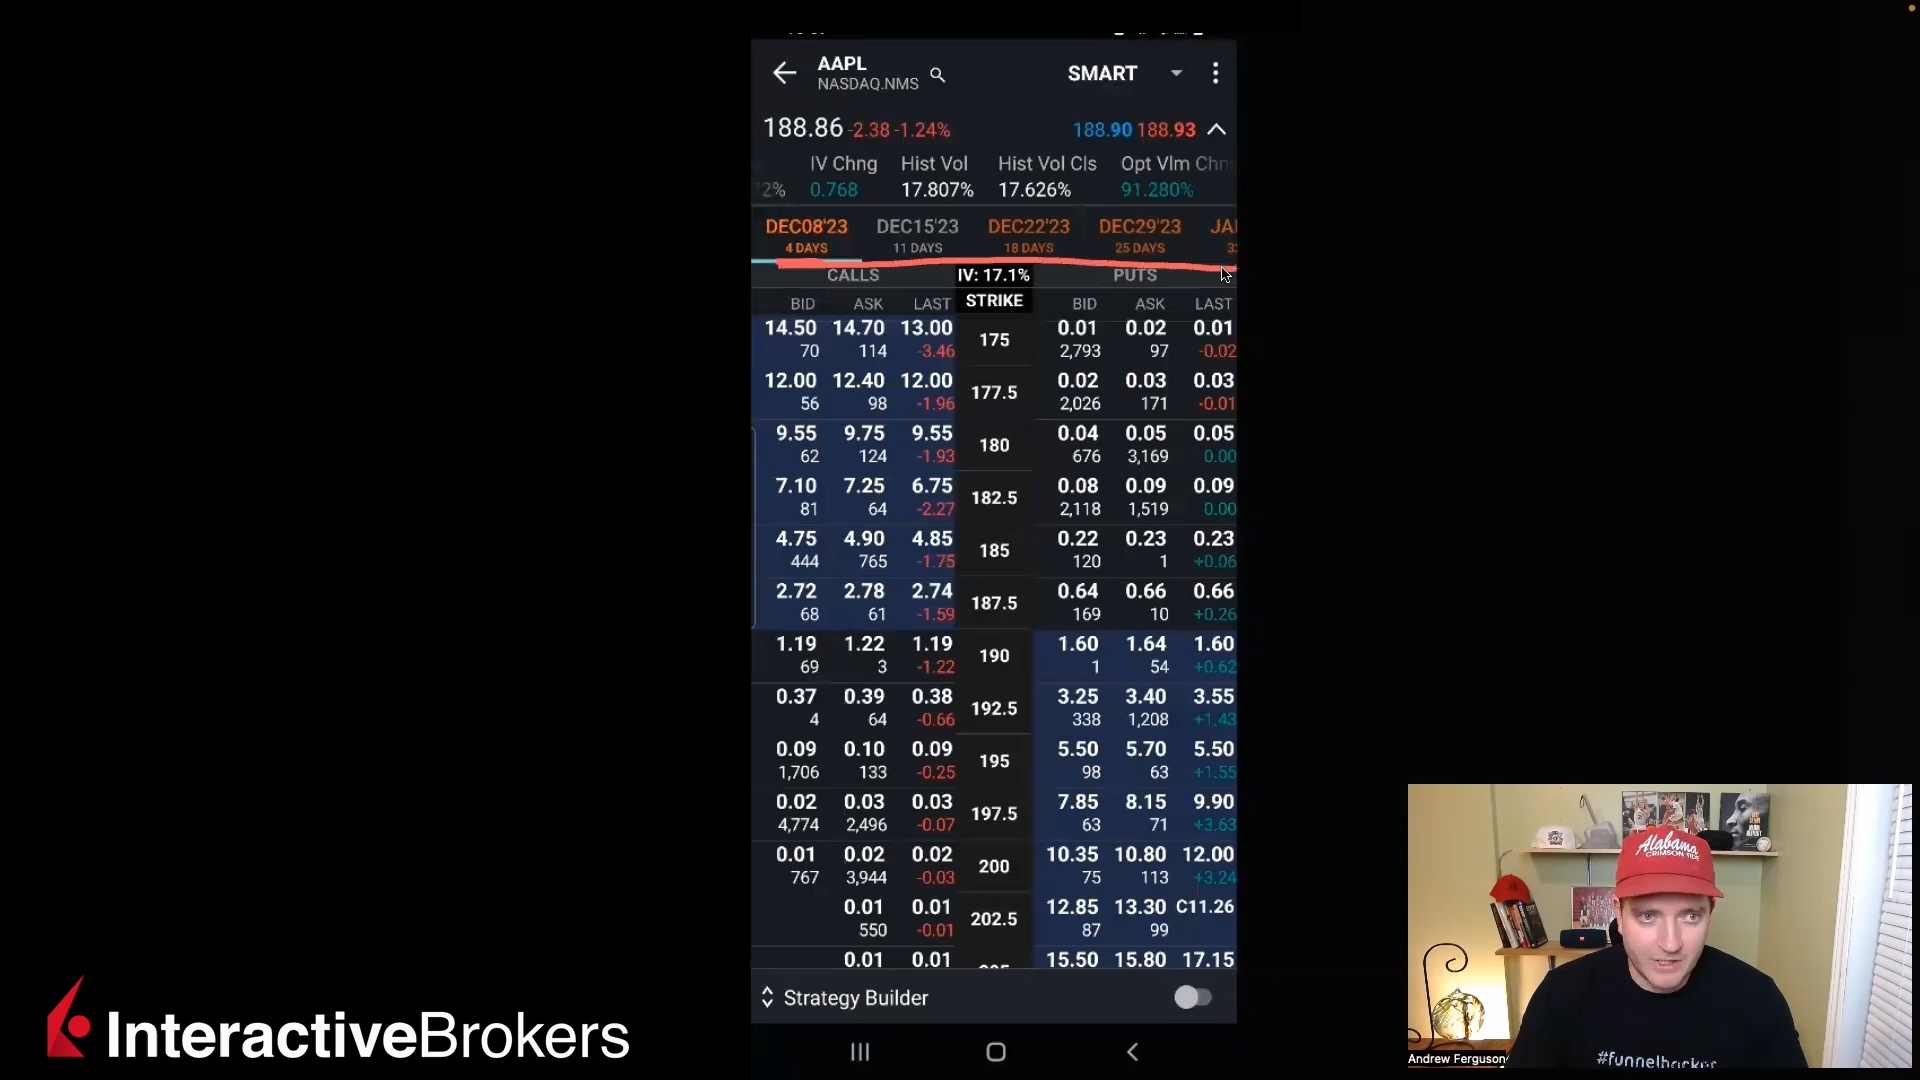 AAPL
NASDAQ.NMS
SMART
188.86 -2.38 -1.24% 188.90 188.93
IV Chng Hist Vol Hist Vol Cls Opt Vlm Chn
2% 0.768 17.807% 17.626% 91.280%
DEC08'23 DEC15'23 DEC22'23 DEC29'23 JA
4 DAYS 11 DAYS 18 DAYS 25 DAYS
CALLS IV: 17.1% PUTS
BID ASK LAST STRIKE BID ASK LAST
14.50 14.70 13.00 175 0.01 0.02 0.01
70 114 -3.46 2,793 97 -0.02
12.00 12.40 12.00 177.5 0.02 0.03 0.03
56 98 -1.96 2,026 171 -0.01
9.55 9.75 9.55 180 0.04 0.05 0.05
62 124 -1.93 676 3,169 0.00
7.10 7.25 6.75 182.5 0.08 0.09 0.09
81 64 -2.27 2,118 1,519 0.00
4.75 4.90 4.85 185 0.22 0.23 0.23
444 765 -1.75 120 1 +0.06
2.72 2.78 2.74 187.5 0.64 0.66 0.66
68 61 -1.59 169 10 +0.26
1.19 1.22 1.19 190 1.60 1.64 1.60
69 3 -1.22 1 54 +0.62
0.37 0.39 0.38 192.5 3.25 3.40 3.55
4 64 -0.66 338 1,208 +1.43
0.09 0.10 0.09 195 5.50 5.70 5.50
1,706 133 -0.25 98 63 +1.55
0.02 0.03 0.03 197.5 7.85 8.15 9.90
4,774 2,496 -0.07 63 71 +3.63
0.01 0.02 0.02 200 10.35 10.80 12.00
767 3,944 -0.03 75 113 +3.24
0.01 0.01 202.5 12.85 13.30 C11.26
550 -0.01 87 99
0.01 0.01 15.50 15.80 17.15
Strategy Builder
InteractiveBrokers
Alabama
CRIMSON TIDE
Andrew Ferguson
#funnelhacker